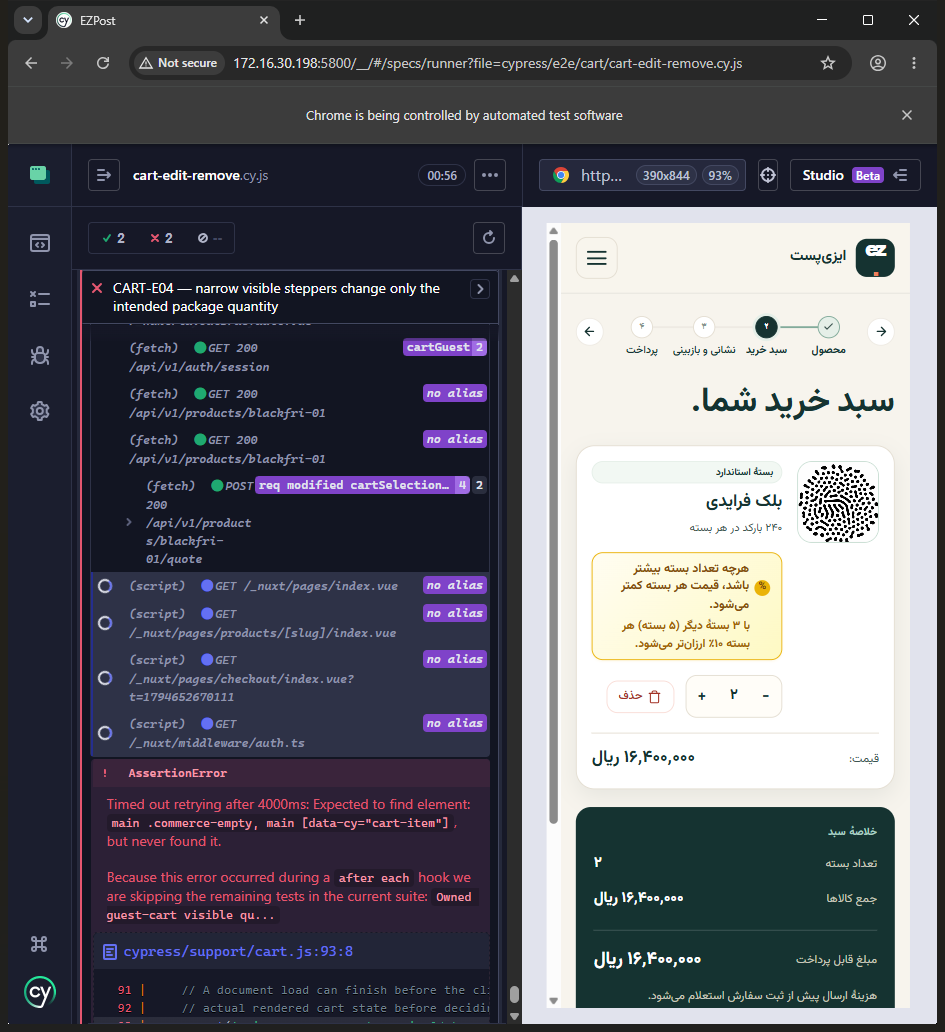 EZPost
Not secure
172.16.30.198:5800/__/#/specs/runner?file=cypress/e2e/cart/cart-edit-remove.cy.js
Chrome is being controlled by automated test software
cart-edit-remove.cy.js
00:56
http...
390x844
93%
Studio
Beta
2
2
--
CART-E04 — narrow visible steppers change only the
intended package quantity
(fetch) GET 200
cartGuest 2
/api/v1/auth/session
(fetch) GET 200
no alias
/api/v1/products/blackfri-01
(fetch) GET 200
no alias
/api/v1/products/blackfri-01
(fetch) POST
req modified cartSelection… 4 2
200
/api/v1/product
s/blackfri-
01/quote
(script) GET /_nuxt/pages/index.vue
no alias
(script) GET
no alias
/_nuxt/pages/products/[slug]/index.vue
(script) GET
no alias
/_nuxt/pages/checkout/index.vue?
t=1794652670111
(script) GET
no alias
/_nuxt/middleware/auth.ts
! AssertionError
Timed out retrying after 4000ms: Expected to find element:
main .commerce-empty, main [data-cy="cart-item"],
but never found it.
Because this error occurred during a after each hook we
are skipping the remaining tests in the current suite: Owned
guest-cart visible qu...
cypress/support/cart.js:93:8
91 | // A document load can finish before the cli
92 | // actual rendered cart state before decidin
ایزی‌پست
ez
۲
۳
۴
محصول
سبد خرید
نشانی و بازبینی
پرداخت
سبد خرید شما.
بستهٔ استاندارد
بلک فرایدی
۲۴۰ بارکد در هر بسته
%
هرچه تعداد بسته بیشتر
باشد، قیمت هر بسته کمتر
می‌شود.
با ۳ بستهٔ دیگر (۵ بسته) هر
بسته ۱۰٪ ارزان‌تر می‌شود.
-
۲
+
حذف
قیمت:
۱۶,۴۰۰,۰۰۰ ریال
خلاصهٔ سبد
تعداد بسته
۲
جمع کالاها
۱۶,۴۰۰,۰۰۰ ریال
مبلغ قابل پرداخت
۱۶,۴۰۰,۰۰۰ ریال
هزینهٔ ارسال پیش از ثبت سفارش استعلام می‌شود.
cy